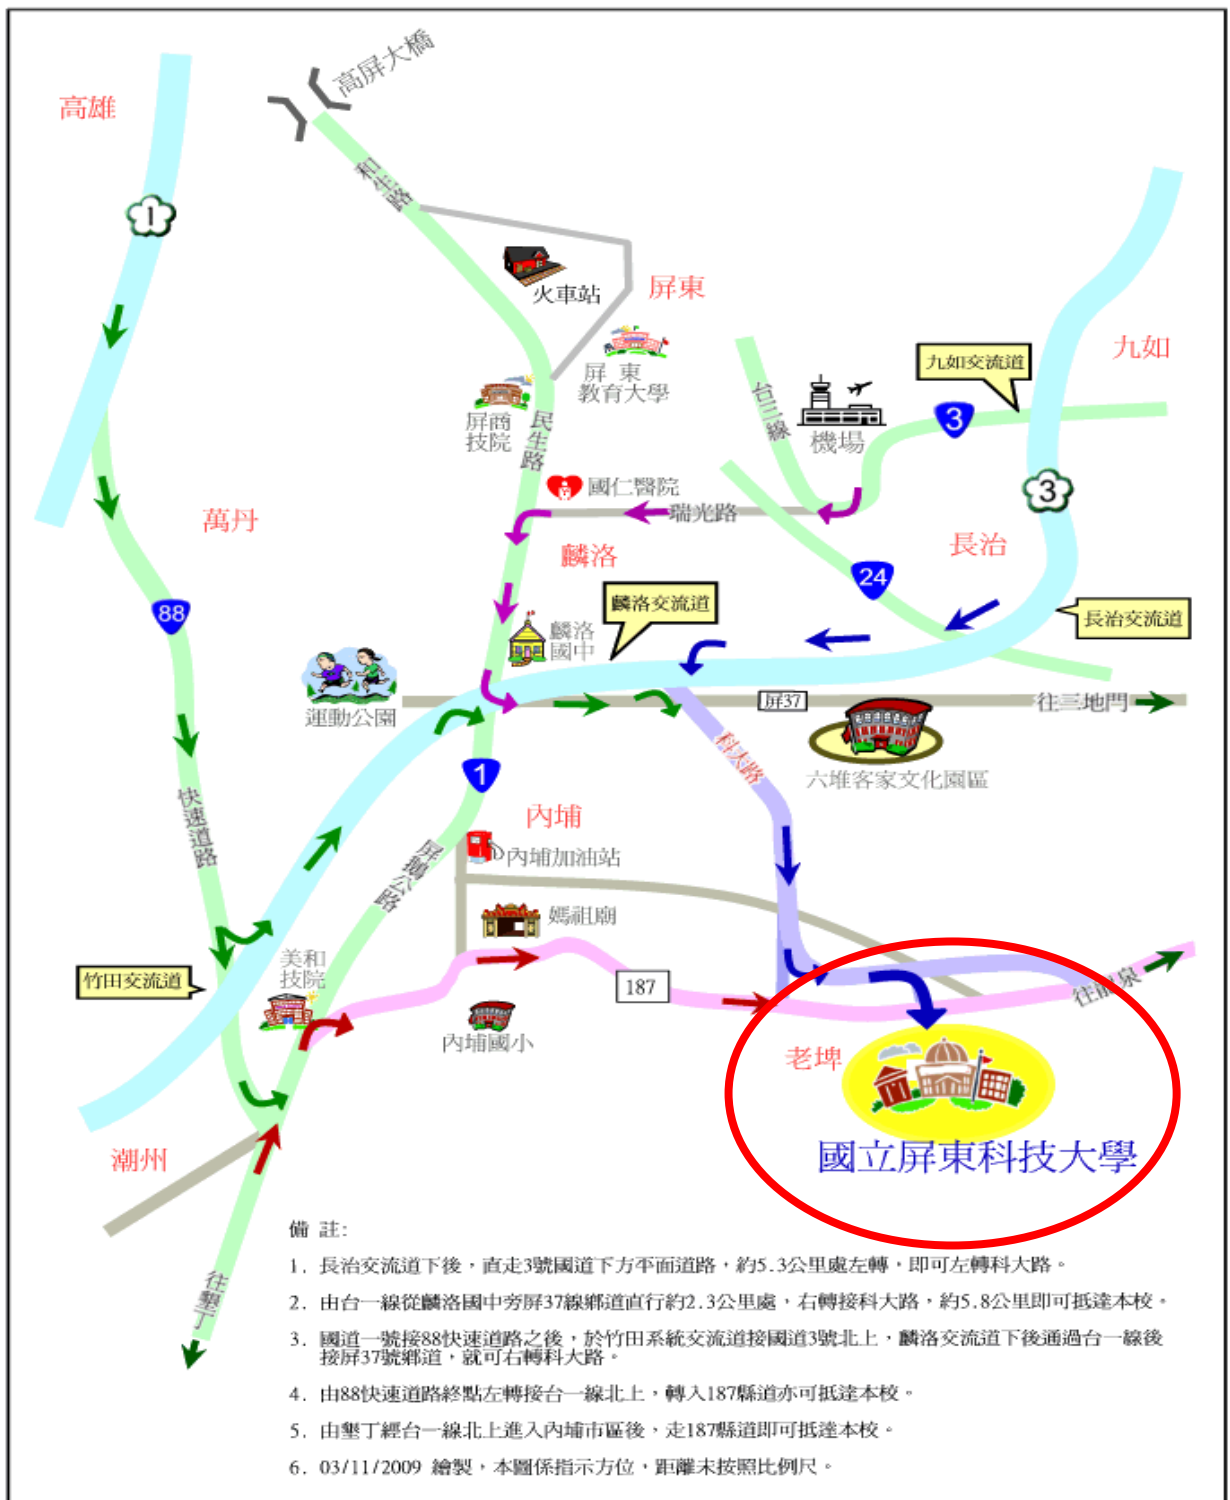 高屏大橋
高雄
1
和生路
火車站
屏東
九如
九如交流道
屏 東
教育大學
台三線
機場
3
屏商
技院
民生路
國仁醫院
瑞光路
3
萬丹
麟洛
長治
24
88
麟洛交流道
長治交流道
麟洛
國中
運動公園
屏37
往三地門
科大路
六堆客家文化園區
1
快速道路
內埔
屏鵝公路
內埔加油站
媽祖廟
美和
技院
竹田交流道
187
往龍泉
內埔國小
老埤
潮州
國立屏東科技大學
往墾丁
備 註:
1. 長治交流道下後，直走3號國道下方平面道路，約5.3公里處左轉，即可左轉科大路。
2. 由台一線從麟洛國中旁屏37線鄉道直行約2.3公里處，右轉接科大路，約5.8公里即可抵達本校。
3. 國道一號接88快速道路之後，於竹田系統交流道接國道3號北上，麟洛交流道下後通過台一線後
接屏37號鄉道，就可右轉科大路。
4. 由88快速道路終點左轉接台一線北上，轉入187縣道亦可抵達本校。
5. 由墾丁經台一線北上進入內埔市區後，走187縣道即可抵達本校。
6. 03/11/2009 繪製，本圖係指示方位，距離未按照比例尺。